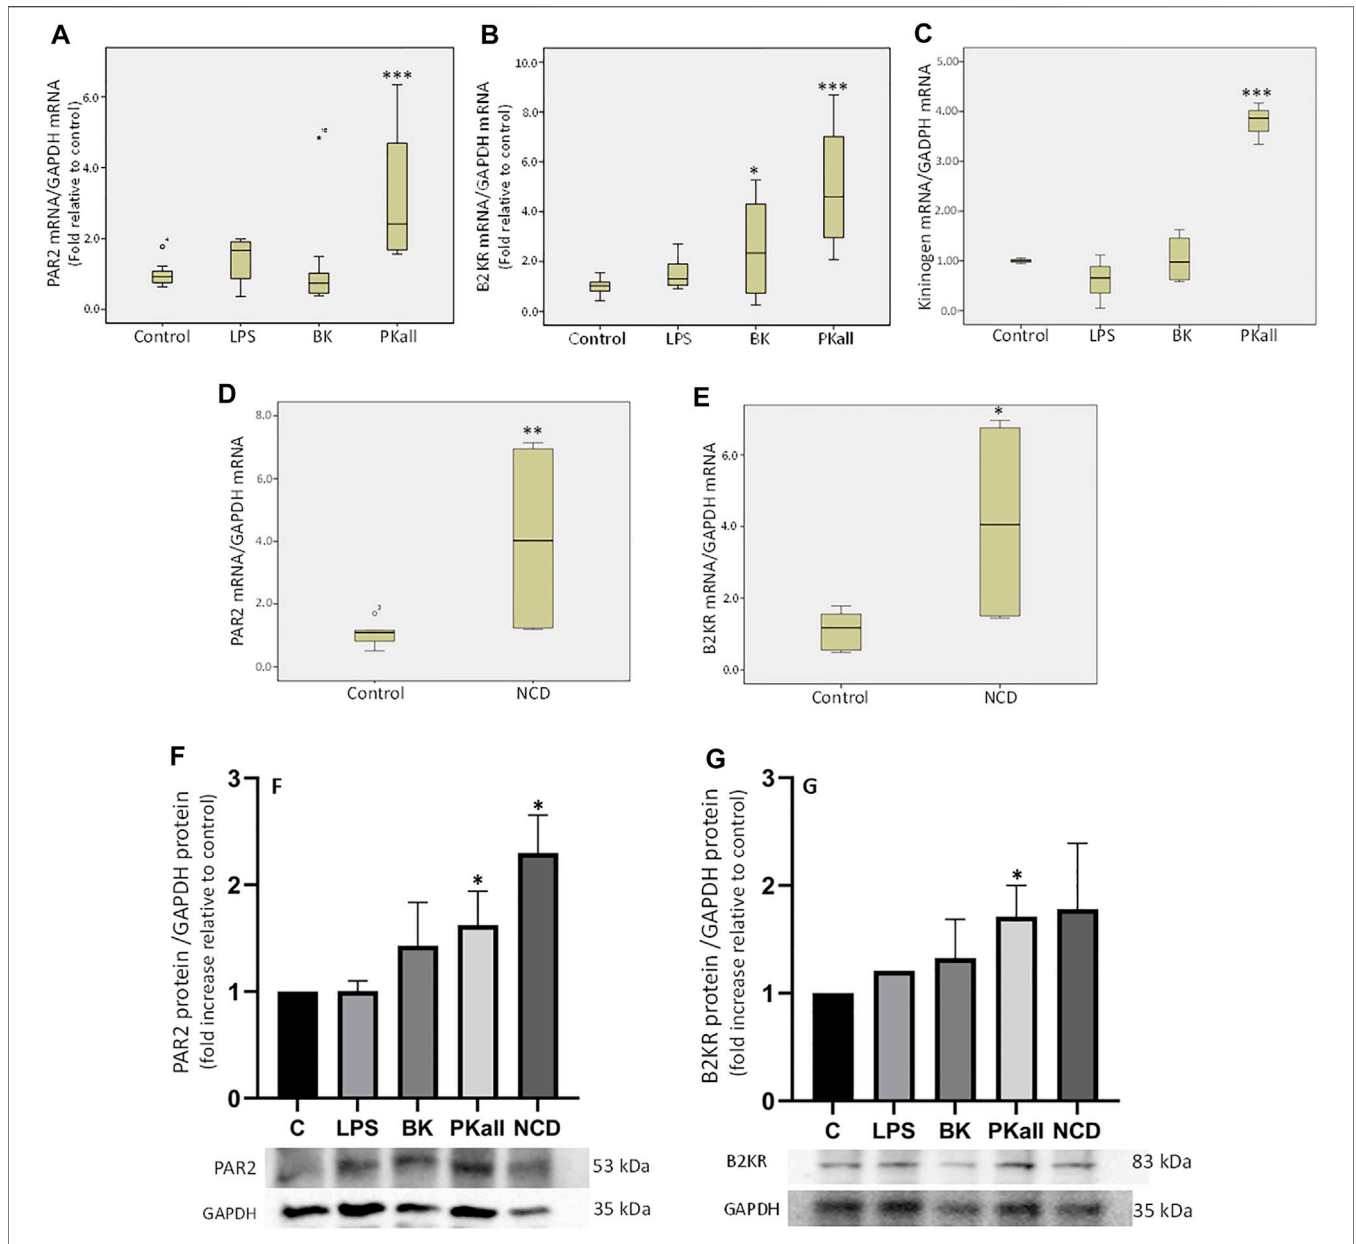 A
PAR2 mRNA/GAPDH mRNA
(Fold relative to control)
6.0
4.0
2.0
0.0
***
Control LPS BK PKall
B
B2KR mRNA/GAPDH mRNA
(Fold relative to control)
10.0
8.0
6.0
4.0
2.0
0.0
*
***
Control LPS BK PKall
C
Kininogen mRNA/GADPH mRNA
5.00
4.00
3.00
2.00
1.00
0.00
***
Control LPS BK PKall
D
PAR2 mRNA/GAPDH mRNA
8.0
6.0
4.0
2.0
0.0
**
Control NCD
E
B2KR mRNA/GAPDH mRNA
6.0
4.0
2.0
0.0
*
Control NCD
F
F
PAR2 protein /GAPDH protein
(fold increase relative to control)
3
2
1
0
*
*
C LPS BK PKall NCD
PAR2 53 kDa
GAPDH 35 kDa
G
G
B2KR protein /GAPDH protein
(fold increase relative to control)
3
2
1
0
*
C LPS BK PKall NCD
B2KR 83 kDa
GAPDH 35 kDa